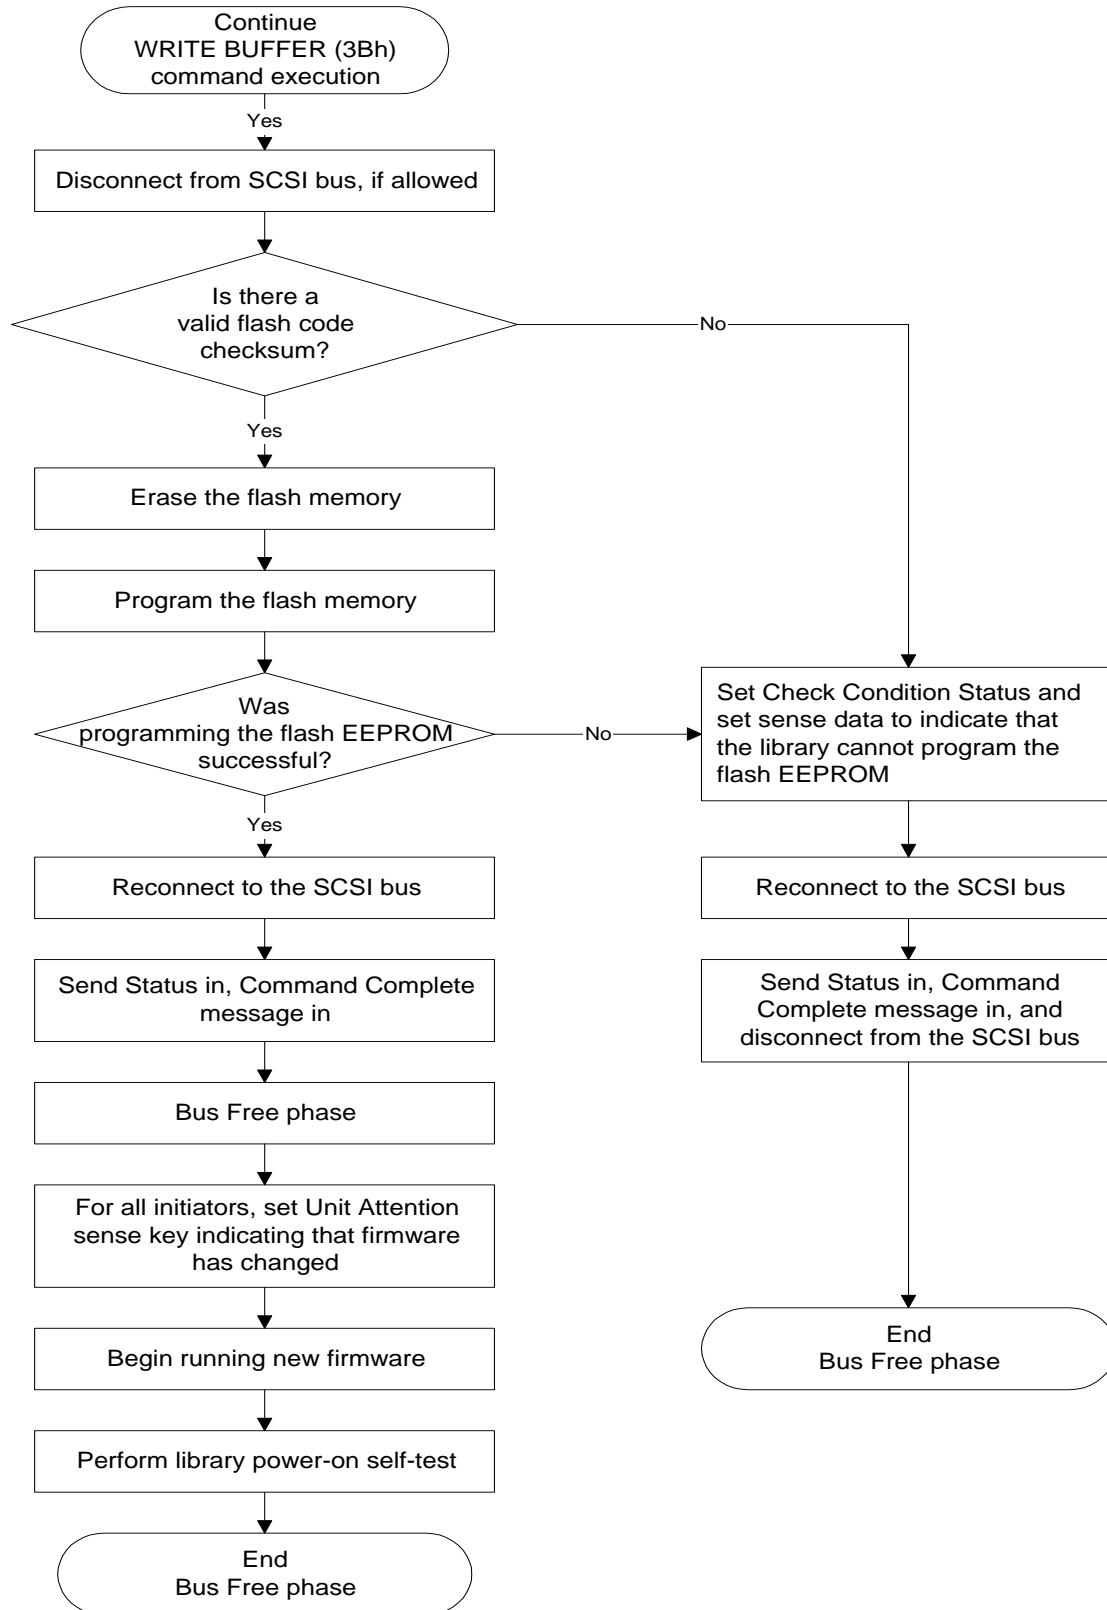 Continue
WRITE BUFFER (3Bh)
command execution
Yes
Disconnect from SCSI bus, if allowed
Is there a
valid flash code
checksum?
No
Yes
Erase the flash memory
Program the flash memory
Was
programming the flash EEPROM
successful?
No
Set Check Condition Status and
set sense data to indicate that
the library cannot program the
flash EEPROM
Yes
Reconnect to the SCSI bus
Reconnect to the SCSI bus
Send Status in, Command Complete
message in
Send Status in, Command
Complete message in, and
disconnect from the SCSI bus
Bus Free phase
For all initiators, set Unit Attention
sense key indicating that firmware
has changed
Begin running new firmware
End
Bus Free phase
Perform library power-on self-test
End
Bus Free phase